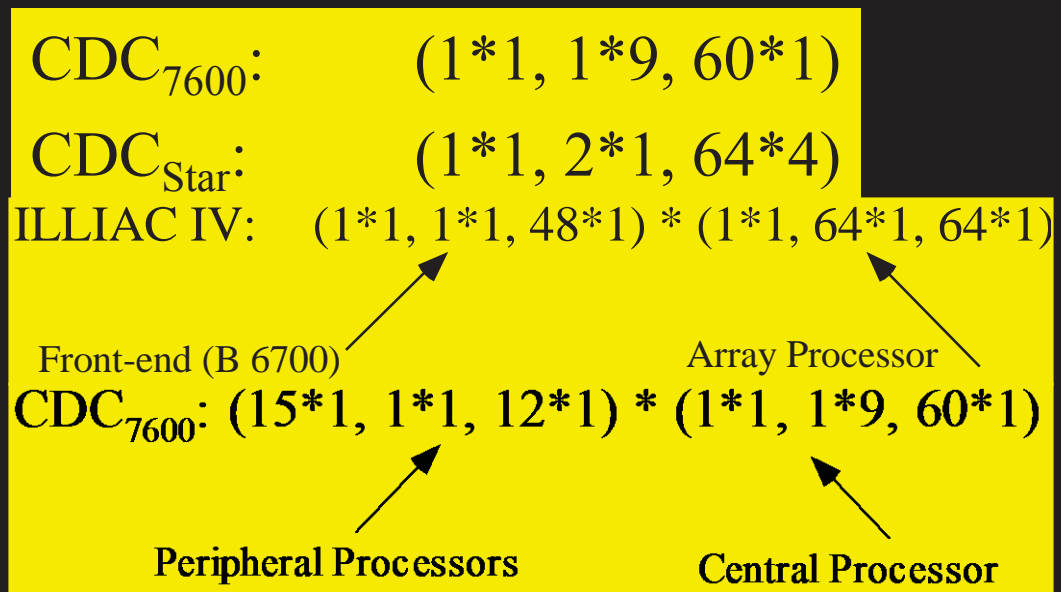 CDC7600: (1*1, 1*9, 60*1)
CDCStar: (1*1, 2*1, 64*4)
ILLIAC IV: (1*1, 1*1, 48*1) * (1*1, 64*1, 64*1)
Front-end (B 6700) Array Processor
CDC7600: (15*1, 1*1, 12*1) * (1*1, 1*9, 60*1)
Peripheral Processors Central Processor